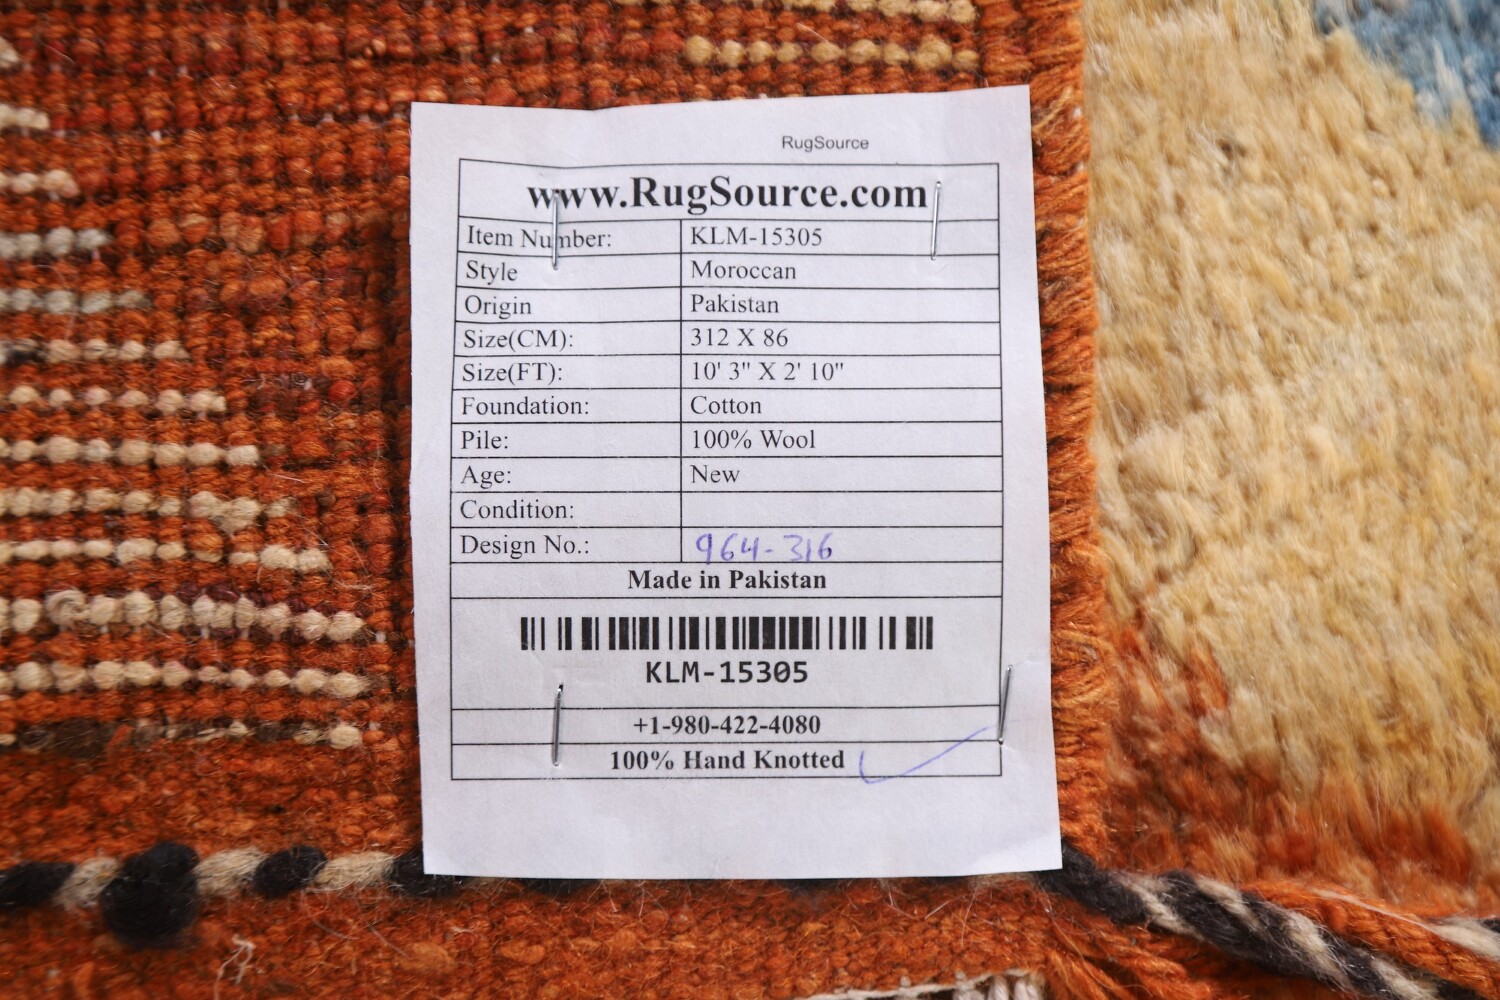 RugSource
www.RugSource.com
Item Number: KLM-15305
Style Moroccan
Origin Pakistan
Size(CM): 312 X 86
Size(FT): 10' 3" X 2' 10"
Foundation: Cotton
Pile: 100% Wool
Age: New
Condition:
Design No.: 964-316
Made in Pakistan
KLM-15305
+1-980-422-4080
100% Hand Knotted